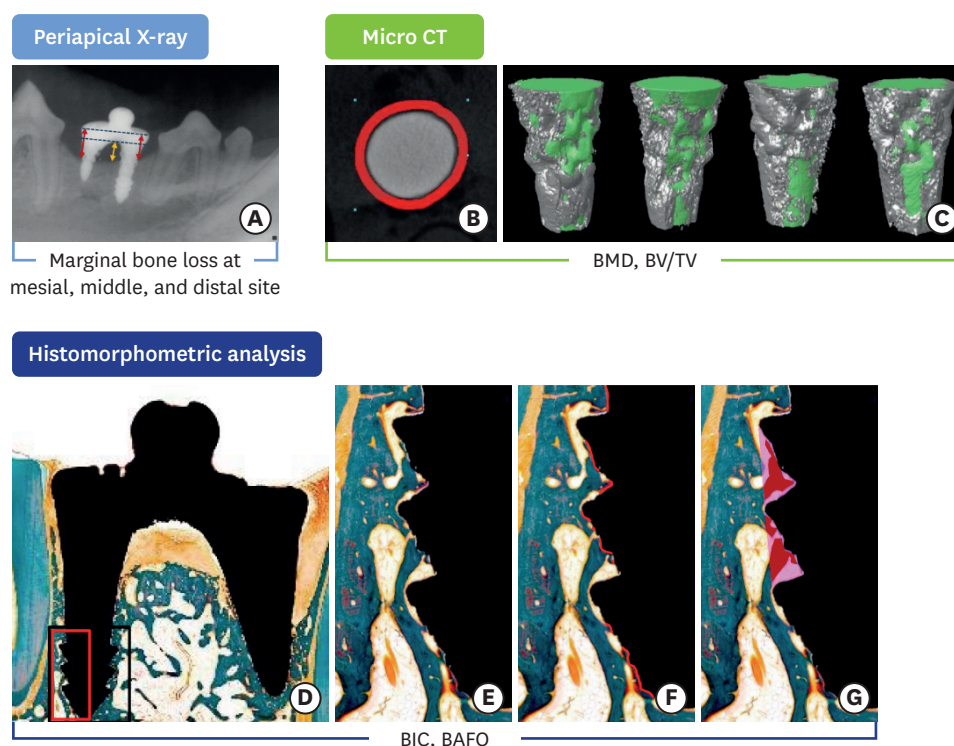 Periapical X-ray
Micro CT
A
B
C
Marginal bone loss at
mesial, middle, and distal site
BMD, BV/TV
Histomorphometric analysis
D
E
F
G
BIC, BAFO